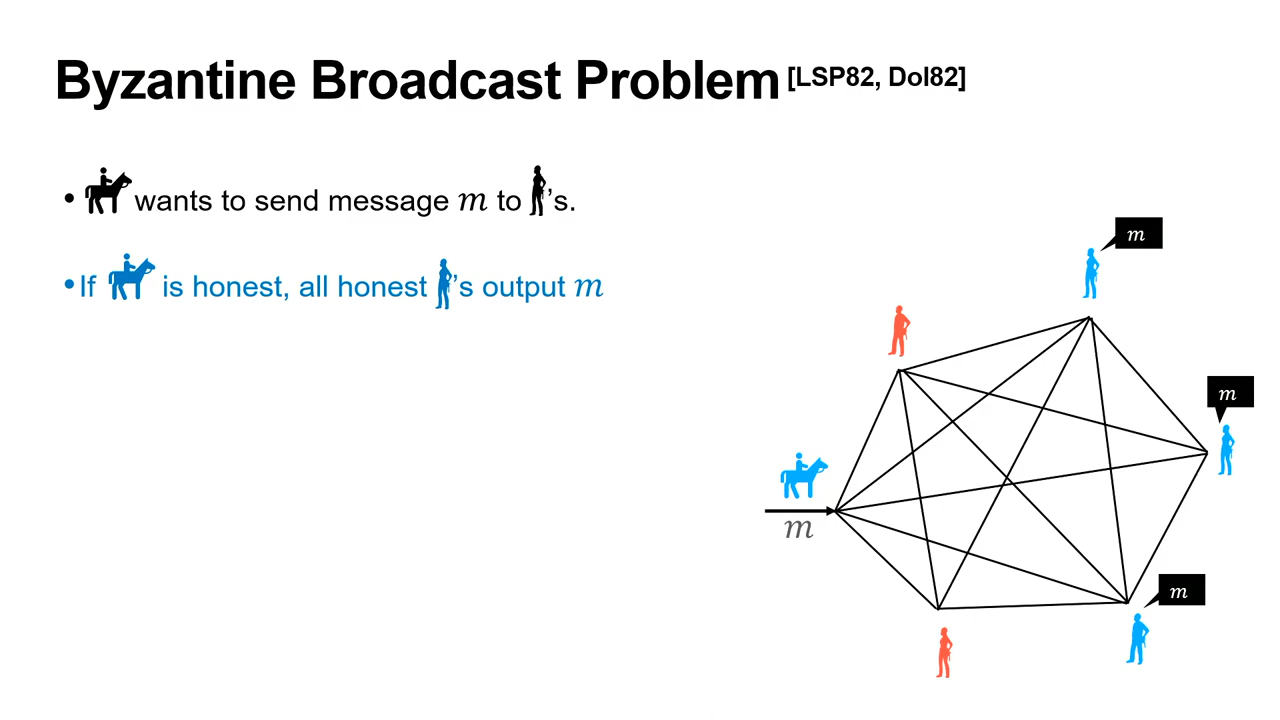 Byzantine Broadcast Problem [LSP82, Dol82]
• wants to send message m to 's.
• If is honest, all honest 's output m
m
m
m
m